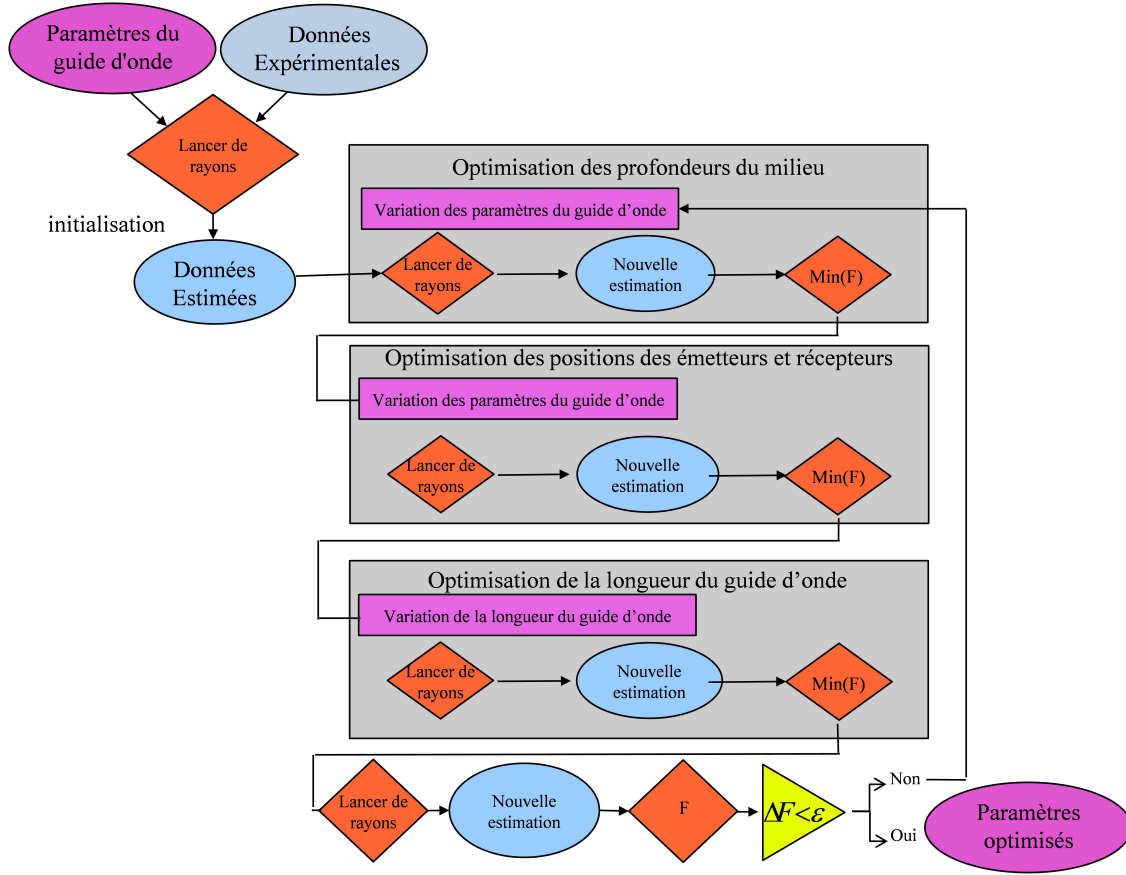 Paramètres du
guide d'onde
Données
Expérimentales
Lancer de
rayons
initialisation
Données
Estimées
Optimisation des profondeurs du milieu
Variation des paramètres du guide d’onde
Lancer de
rayons
Nouvelle
estimation
Min(F)
Optimisation des positions des émetteurs et récepteurs
Variation des paramètres du guide d’onde
Lancer de
rayons
Nouvelle
estimation
Min(F)
Optimisation de la longueur du guide d’onde
Variation de la longueur du guide d’onde
Lancer de
rayons
Nouvelle
estimation
Min(F)
Lancer de
rayons
Nouvelle
estimation
F
ΔF<ε
Non
Oui
Paramètres
optimisés